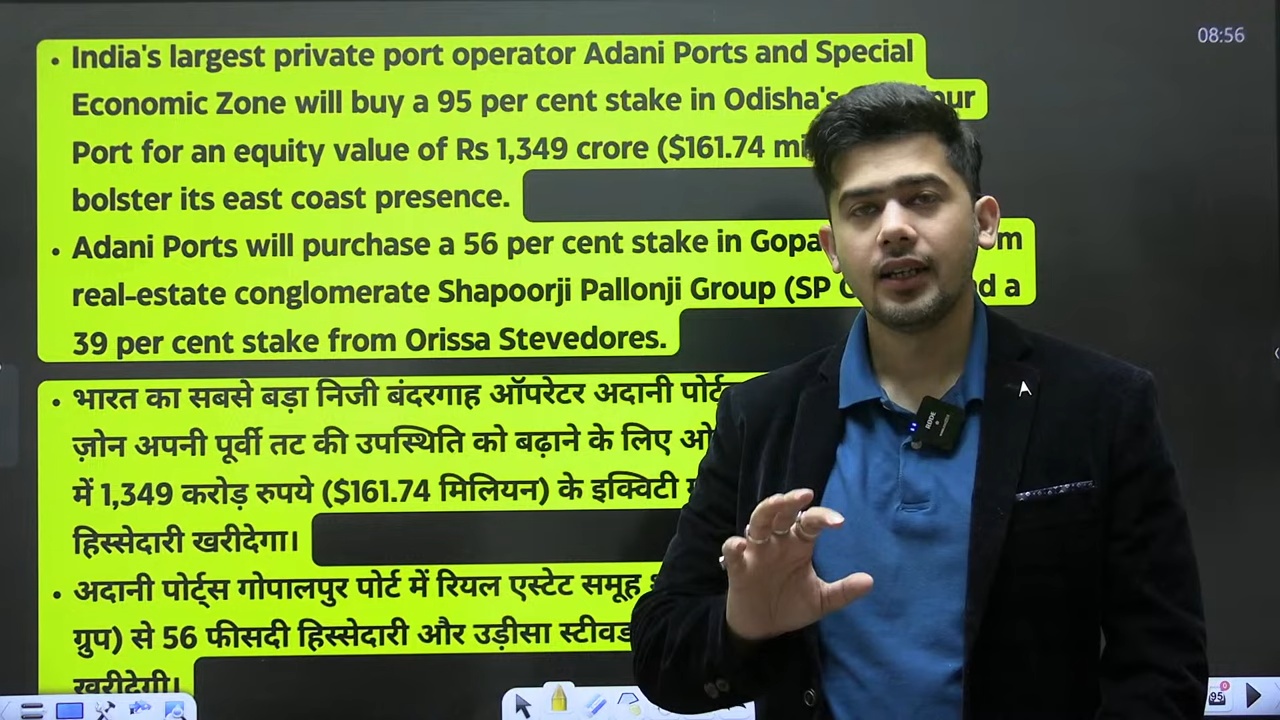 08:56
• India's largest private port operator Adani Ports and Special
Economic Zone will buy a 95 per cent stake in Odisha's
Port for an equity value of Rs 1,349 crore ($161.74
bolster its east coast presence.
• Adani Ports will purchase a 56 per cent stake in
real-estate conglomerate Shapoorji Pallonji Group (SP a
39 per cent stake from Orissa Stevedores.
• भारत का सबसे बड़ा निजी बंदरगाह ऑपरेटर अदानी
ज़ोन अपनी पूर्वी तट की उपस्थिति को बढ़ाने के लिए
में 1,349 करोड़ रुपये ($161.74 मिलियन) के इक्विटी
हिस्सेदारी खरीदेगा।
• अदानी पोर्ट्स गोपालपुर पोर्ट में रियल एस्टेट समूह
ग्रुप) से 56 फीसदी हिस्सेदारी और उड़ीसा
खरीदेगी।
RODE
95